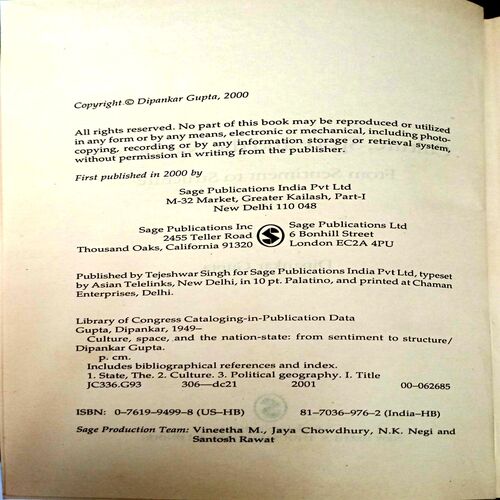 Copyright © Dipankar Gupta, 2000
All rights reserved. No part of this book may be reproduced or utilized
in any form or by any means, electronic or mechanical, including photo-
copying, recording or by any information storage or retrieval system,
without permission in writing from the publisher.
First published in 2000 by
Sage Publications India Pvt Ltd
M-32 Market, Greater Kailash, Part-I
New Delhi 110 048
Sage Publications Inc
2455 Teller Road
Thousand Oaks, California 91320
S
Sage Publications Ltd
6 Bonhill Street
London EC2A 4PU
Published by Tejeshwar Singh for Sage Publications India Pvt Ltd, typeset
by Asian Telelinks, New Delhi, in 10 pt. Palatino, and printed at Chaman
Enterprises, Delhi.
Library of Congress Cataloging-in-Publication Data
Gupta, Dipankar, 1949–
Culture, space, and the nation-state: from sentiment to structure/
Dipankar Gupta.
p. cm.
Includes bibliographical references and index.
1. State, The. 2. Culture. 3. Political geography. I. Title
JC336.G93 306—dc21 2001 00–062685
ISBN: 0–7619–9499–8 (US–HB) 81–7036–976–2 (India–HB)
Sage Production Team: Vineetha M., Jaya Chowdhury, N.K. Negi and
Santosh Rawat